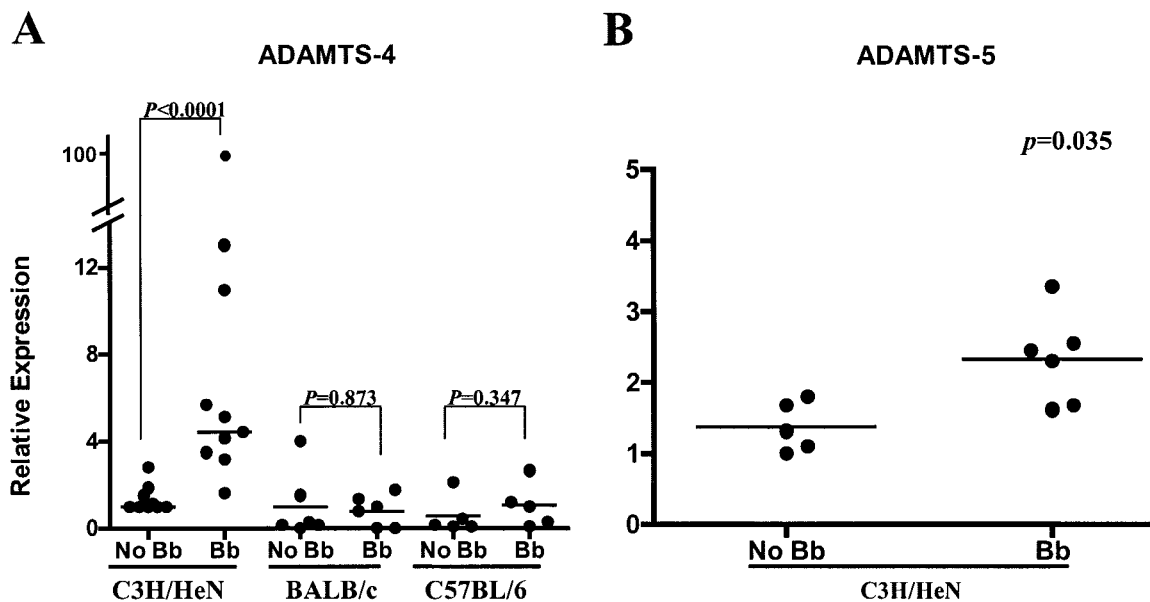 A
ADAMTS-4
P<0.0001
100
12
8
4
0
Relative Expression
P=0.873
P=0.347
No Bb Bb No Bb Bb No Bb Bb
C3H/HeN BALB/c C57BL/6
B
ADAMTS-5
p=0.035
5
4
3
2
1
0
No Bb Bb
C3H/HeN